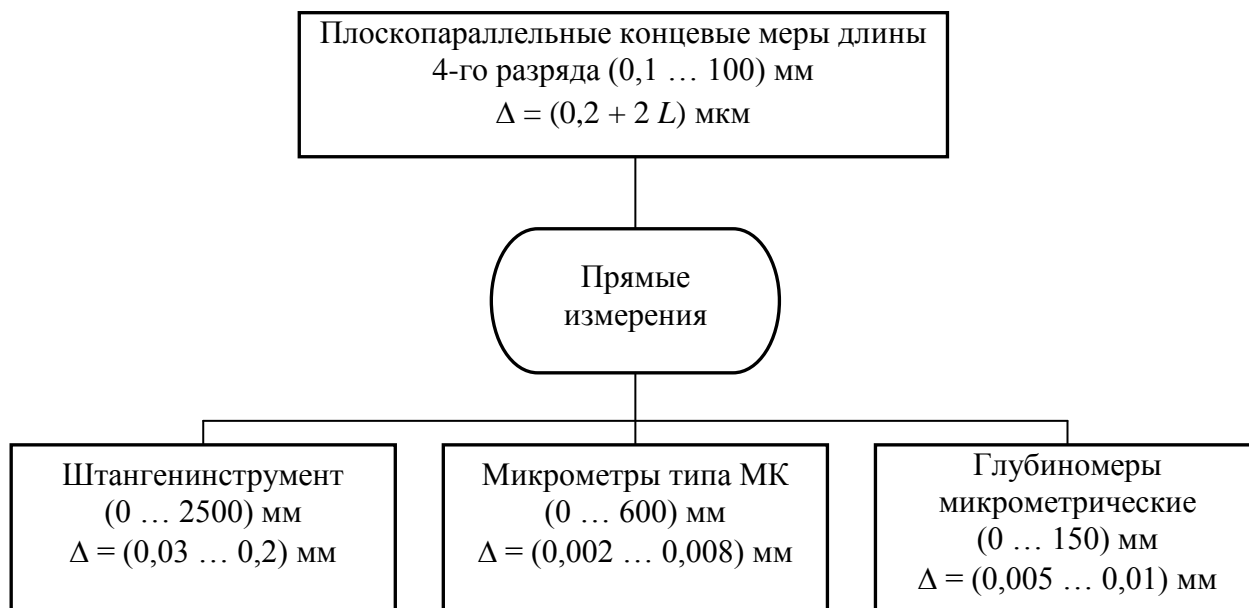 Плоскопараллельные концевые меры длины
4-го разряда (0,1 … 100) мм
Δ = (0,2 + 2 L) мкм
Прямые
измерения
Штангенинструмент
(0 … 2500) мм
Δ = (0,03 … 0,2) мм
Микрометры типа МК
(0 … 600) мм
Δ = (0,002 … 0,008) мм
Глубиномеры
микрометрические
(0 … 150) мм
Δ = (0,005 … 0,01) мм